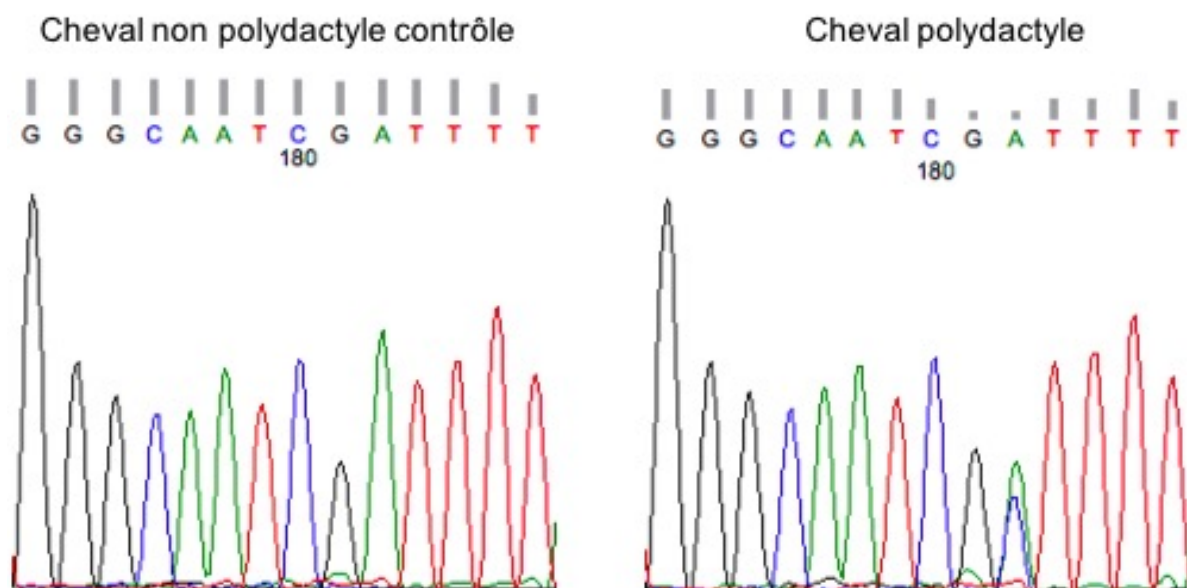 Cheval non polydactyle contrôle
G G G C A A T C G A T T T T
180
Cheval polydactyle
G G G C A A T C G A T T T T
180